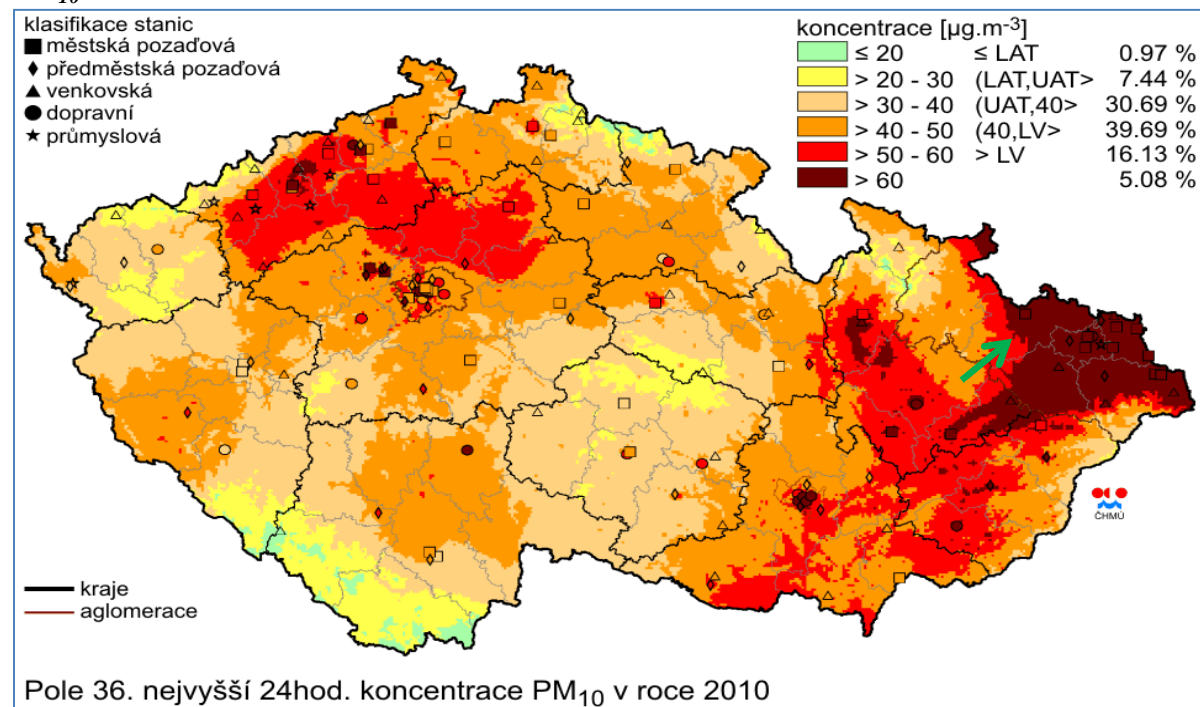 10
klasifikace stanic
městská pozaďová
předměstská pozaďová
venkovská
dopravní
průmyslová
koncentrace [µg.m-3]
≤ 20 ≤ LAT 0.97 %
> 20 - 30 (LAT,UAT> 7.44 %
> 30 - 40 (UAT,40> 30.69 %
> 40 - 50 (40,LV> 39.69 %
> 50 - 60 > LV 16.13 %
> 60 5.08 %
ČHMÚ
kraje
aglomerace
Pole 36. nejvyšší 24hod. koncentrace PM10 v roce 2010